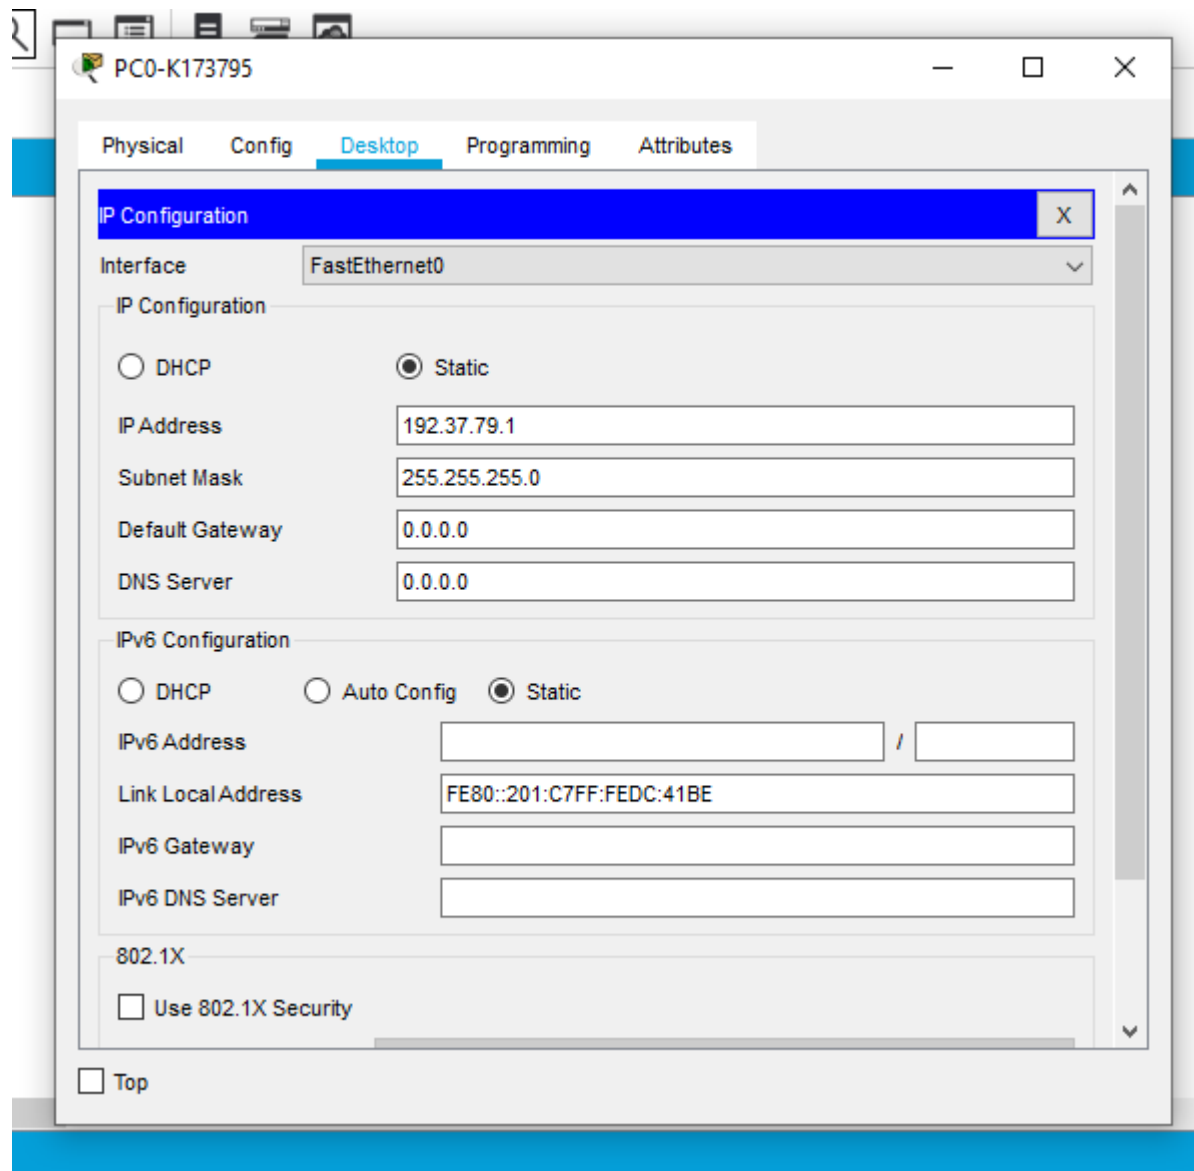 PC0-K173795
Physical Config Desktop Programming Attributes
IP Configuration X
Interface FastEthernet0
IP Configuration
DHCP Static
IP Address 192.37.79.1
Subnet Mask 255.255.255.0
Default Gateway 0.0.0.0
DNS Server 0.0.0.0
IPv6 Configuration
DHCP Auto Config Static
IPv6 Address /
Link Local Address FE80::201:C7FF:FEDC:41BE
IPv6 Gateway
IPv6 DNS Server
802.1X
Use 802.1X Security
Top